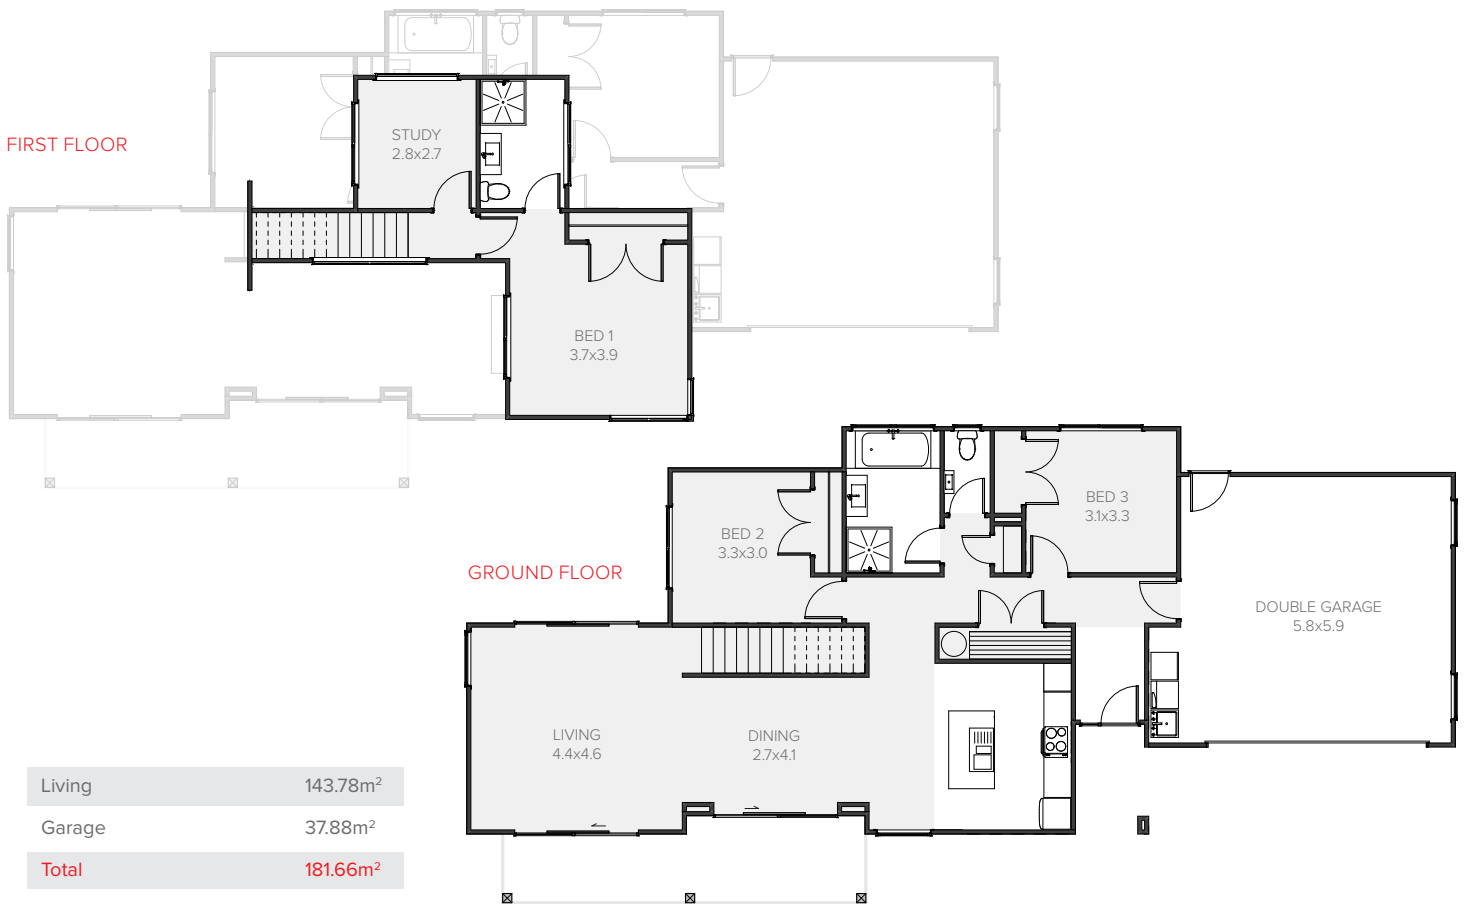 FIRST FLOOR
STUDY
2.8x2.7
BED 1
3.7x3.9
GROUND FLOOR
BED 2
3.3x3.0
BED 3
3.1x3.3
DOUBLE GARAGE
5.8x5.9
LIVING
4.4x4.6
DINING
2.7x4.1
Living 143.78m²
Garage 37.88m²
Total 181.66m²